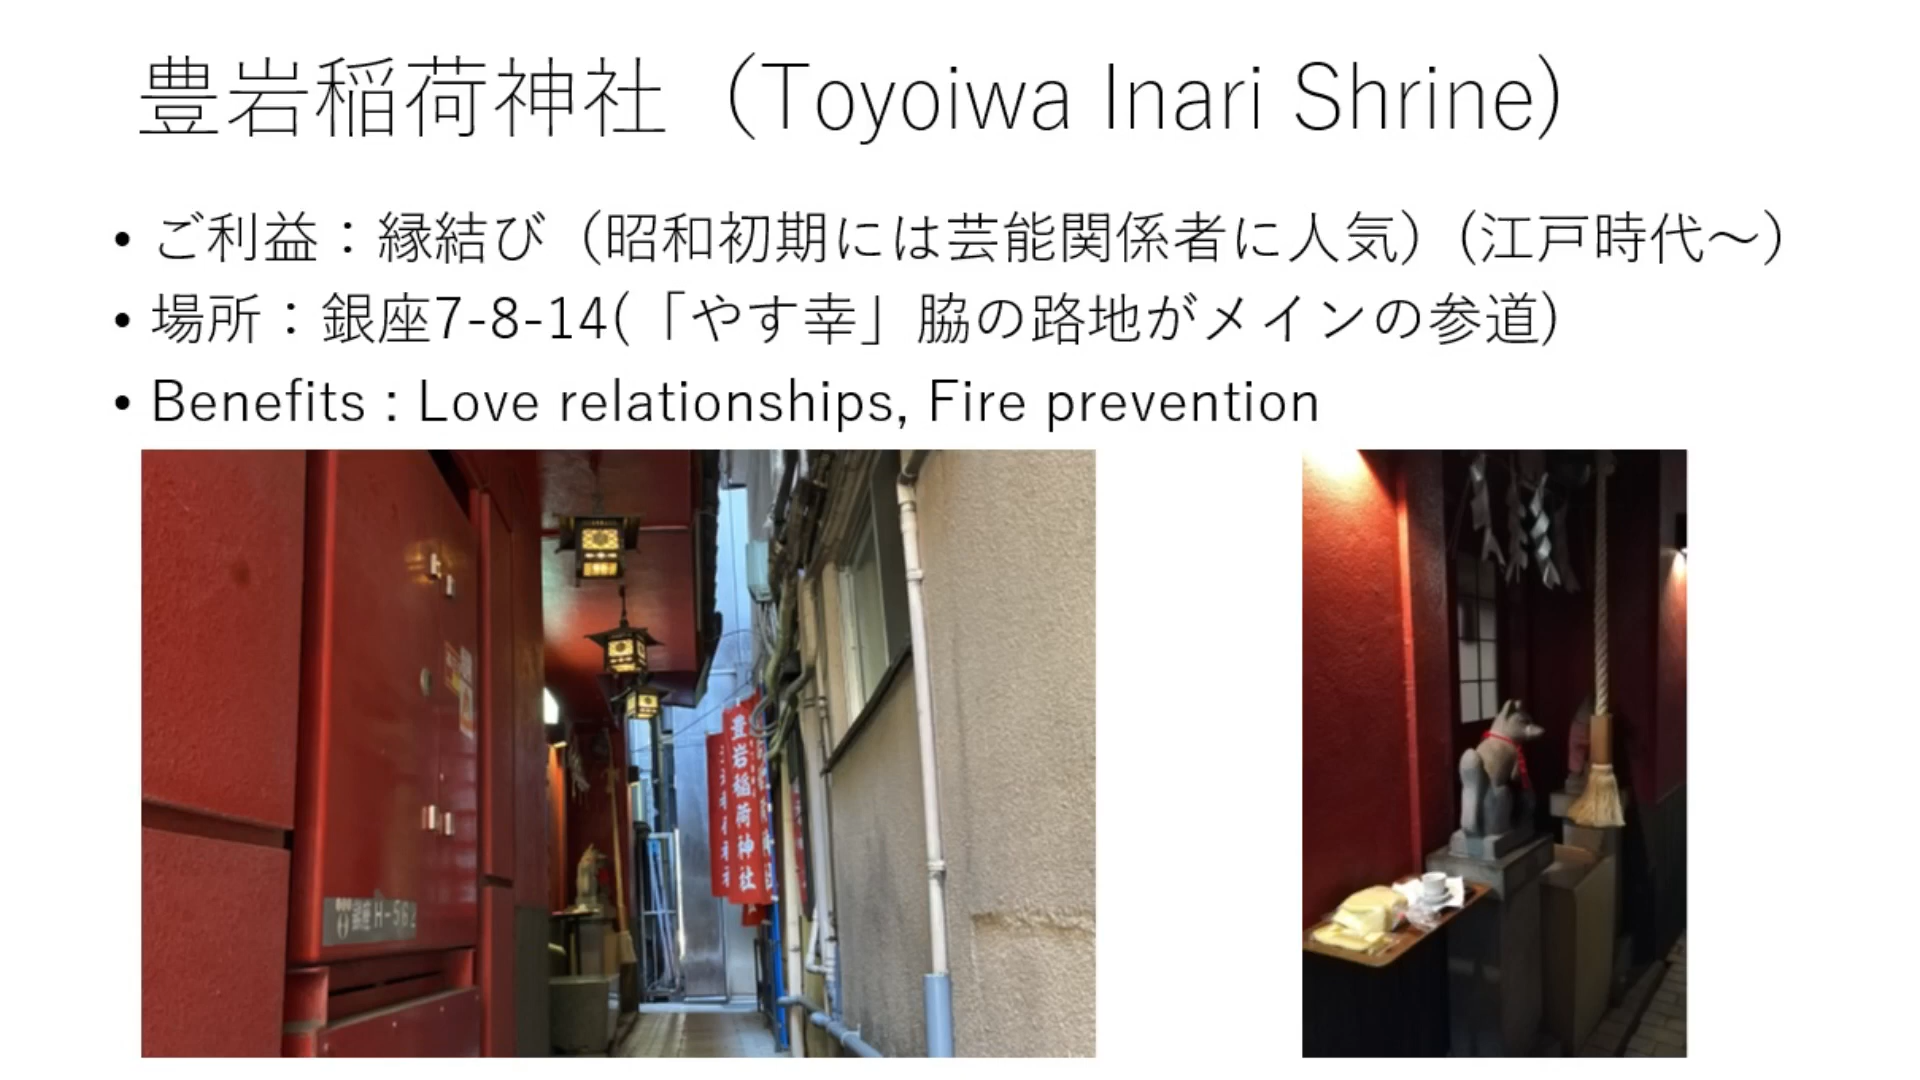 豊岩稲荷神社（Toyoiwa Inari Shrine）
• ご利益：縁結び（昭和初期には芸能関係者に人気）(江戸時代～）
• 場所：銀座7-8-14(「やす幸」脇の路地がメインの参道)
• Benefits : Love relationships, Fire prevention
豊岩稲荷神社
銀座 H-562